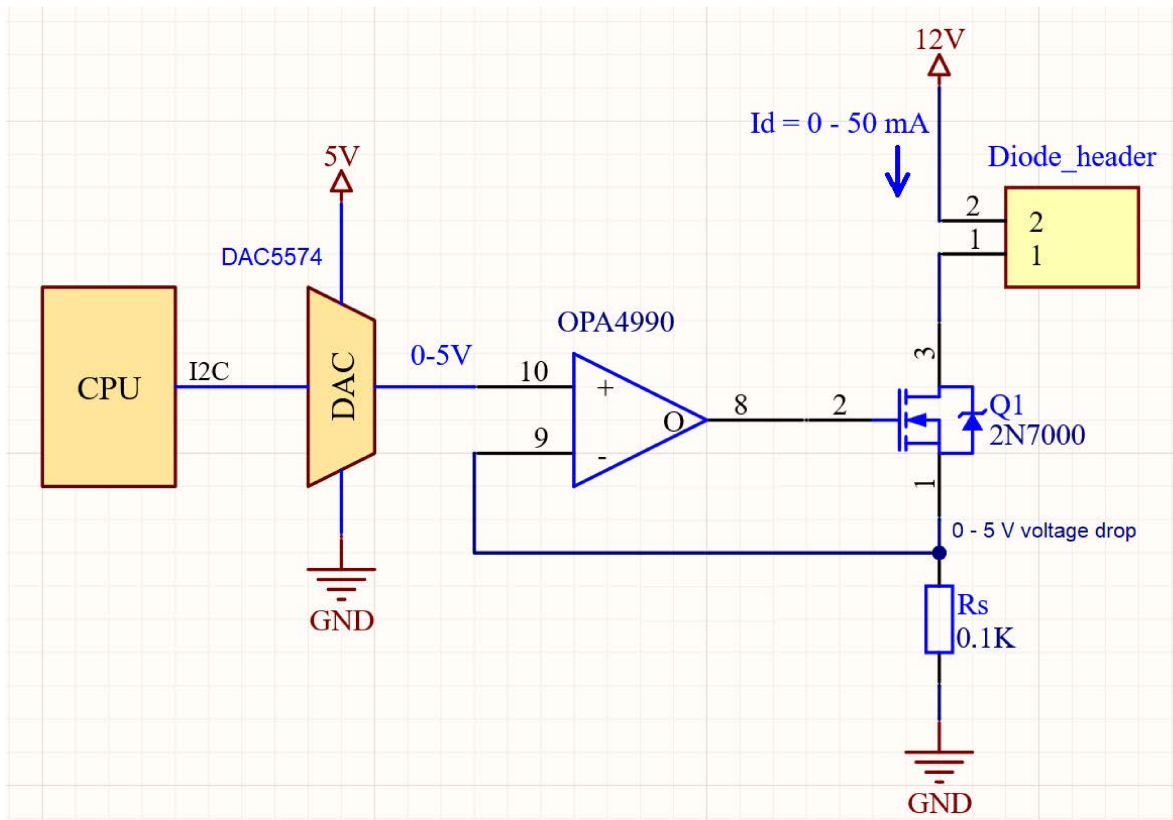 12V
Id = 0 - 50 mA
Diode_header
5V
2
2
1
1
DAC5574
OPA4990
3
0-5V
CPU
I2C
DAC
10
+
O
8
2
Q1
2N7000
9
-
1
0 - 5 V voltage drop
Rs
0.1K
GND
GND